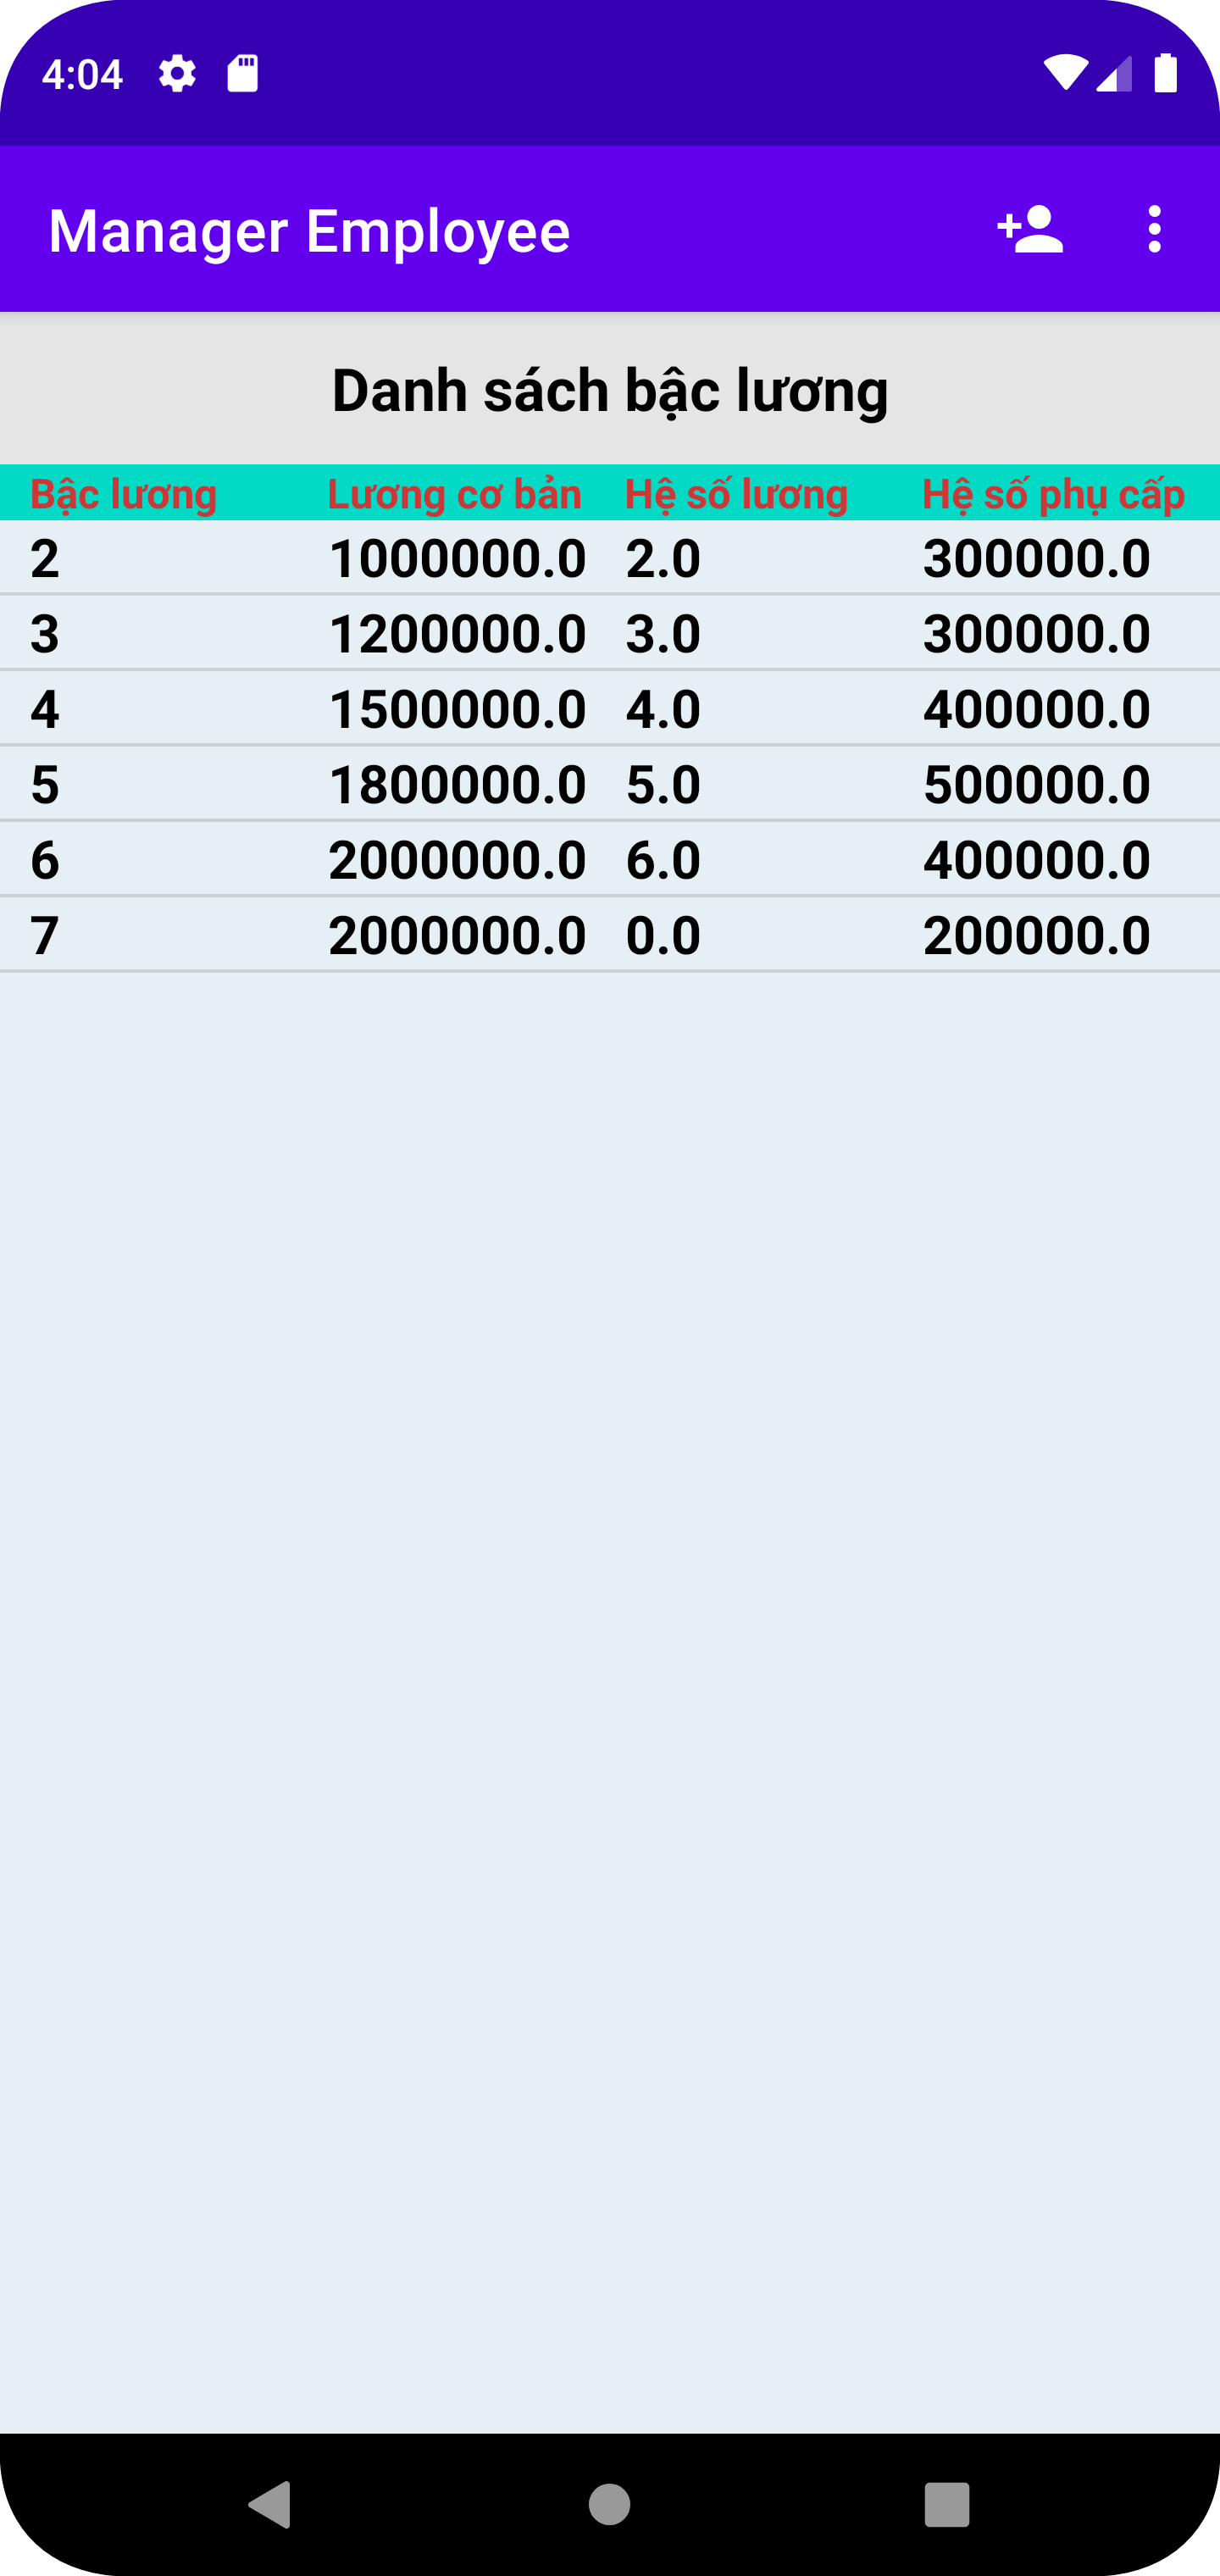 4:04
Manager Employee
Danh sách bậc lương
Bậc lương Lương cơ bản Hệ số lương Hệ số phụ cấp
2 1000000.0 2.0 300000.0
3 1200000.0 3.0 300000.0
4 1500000.0 4.0 400000.0
5 1800000.0 5.0 500000.0
6 2000000.0 6.0 400000.0
7 2000000.0 0.0 200000.0